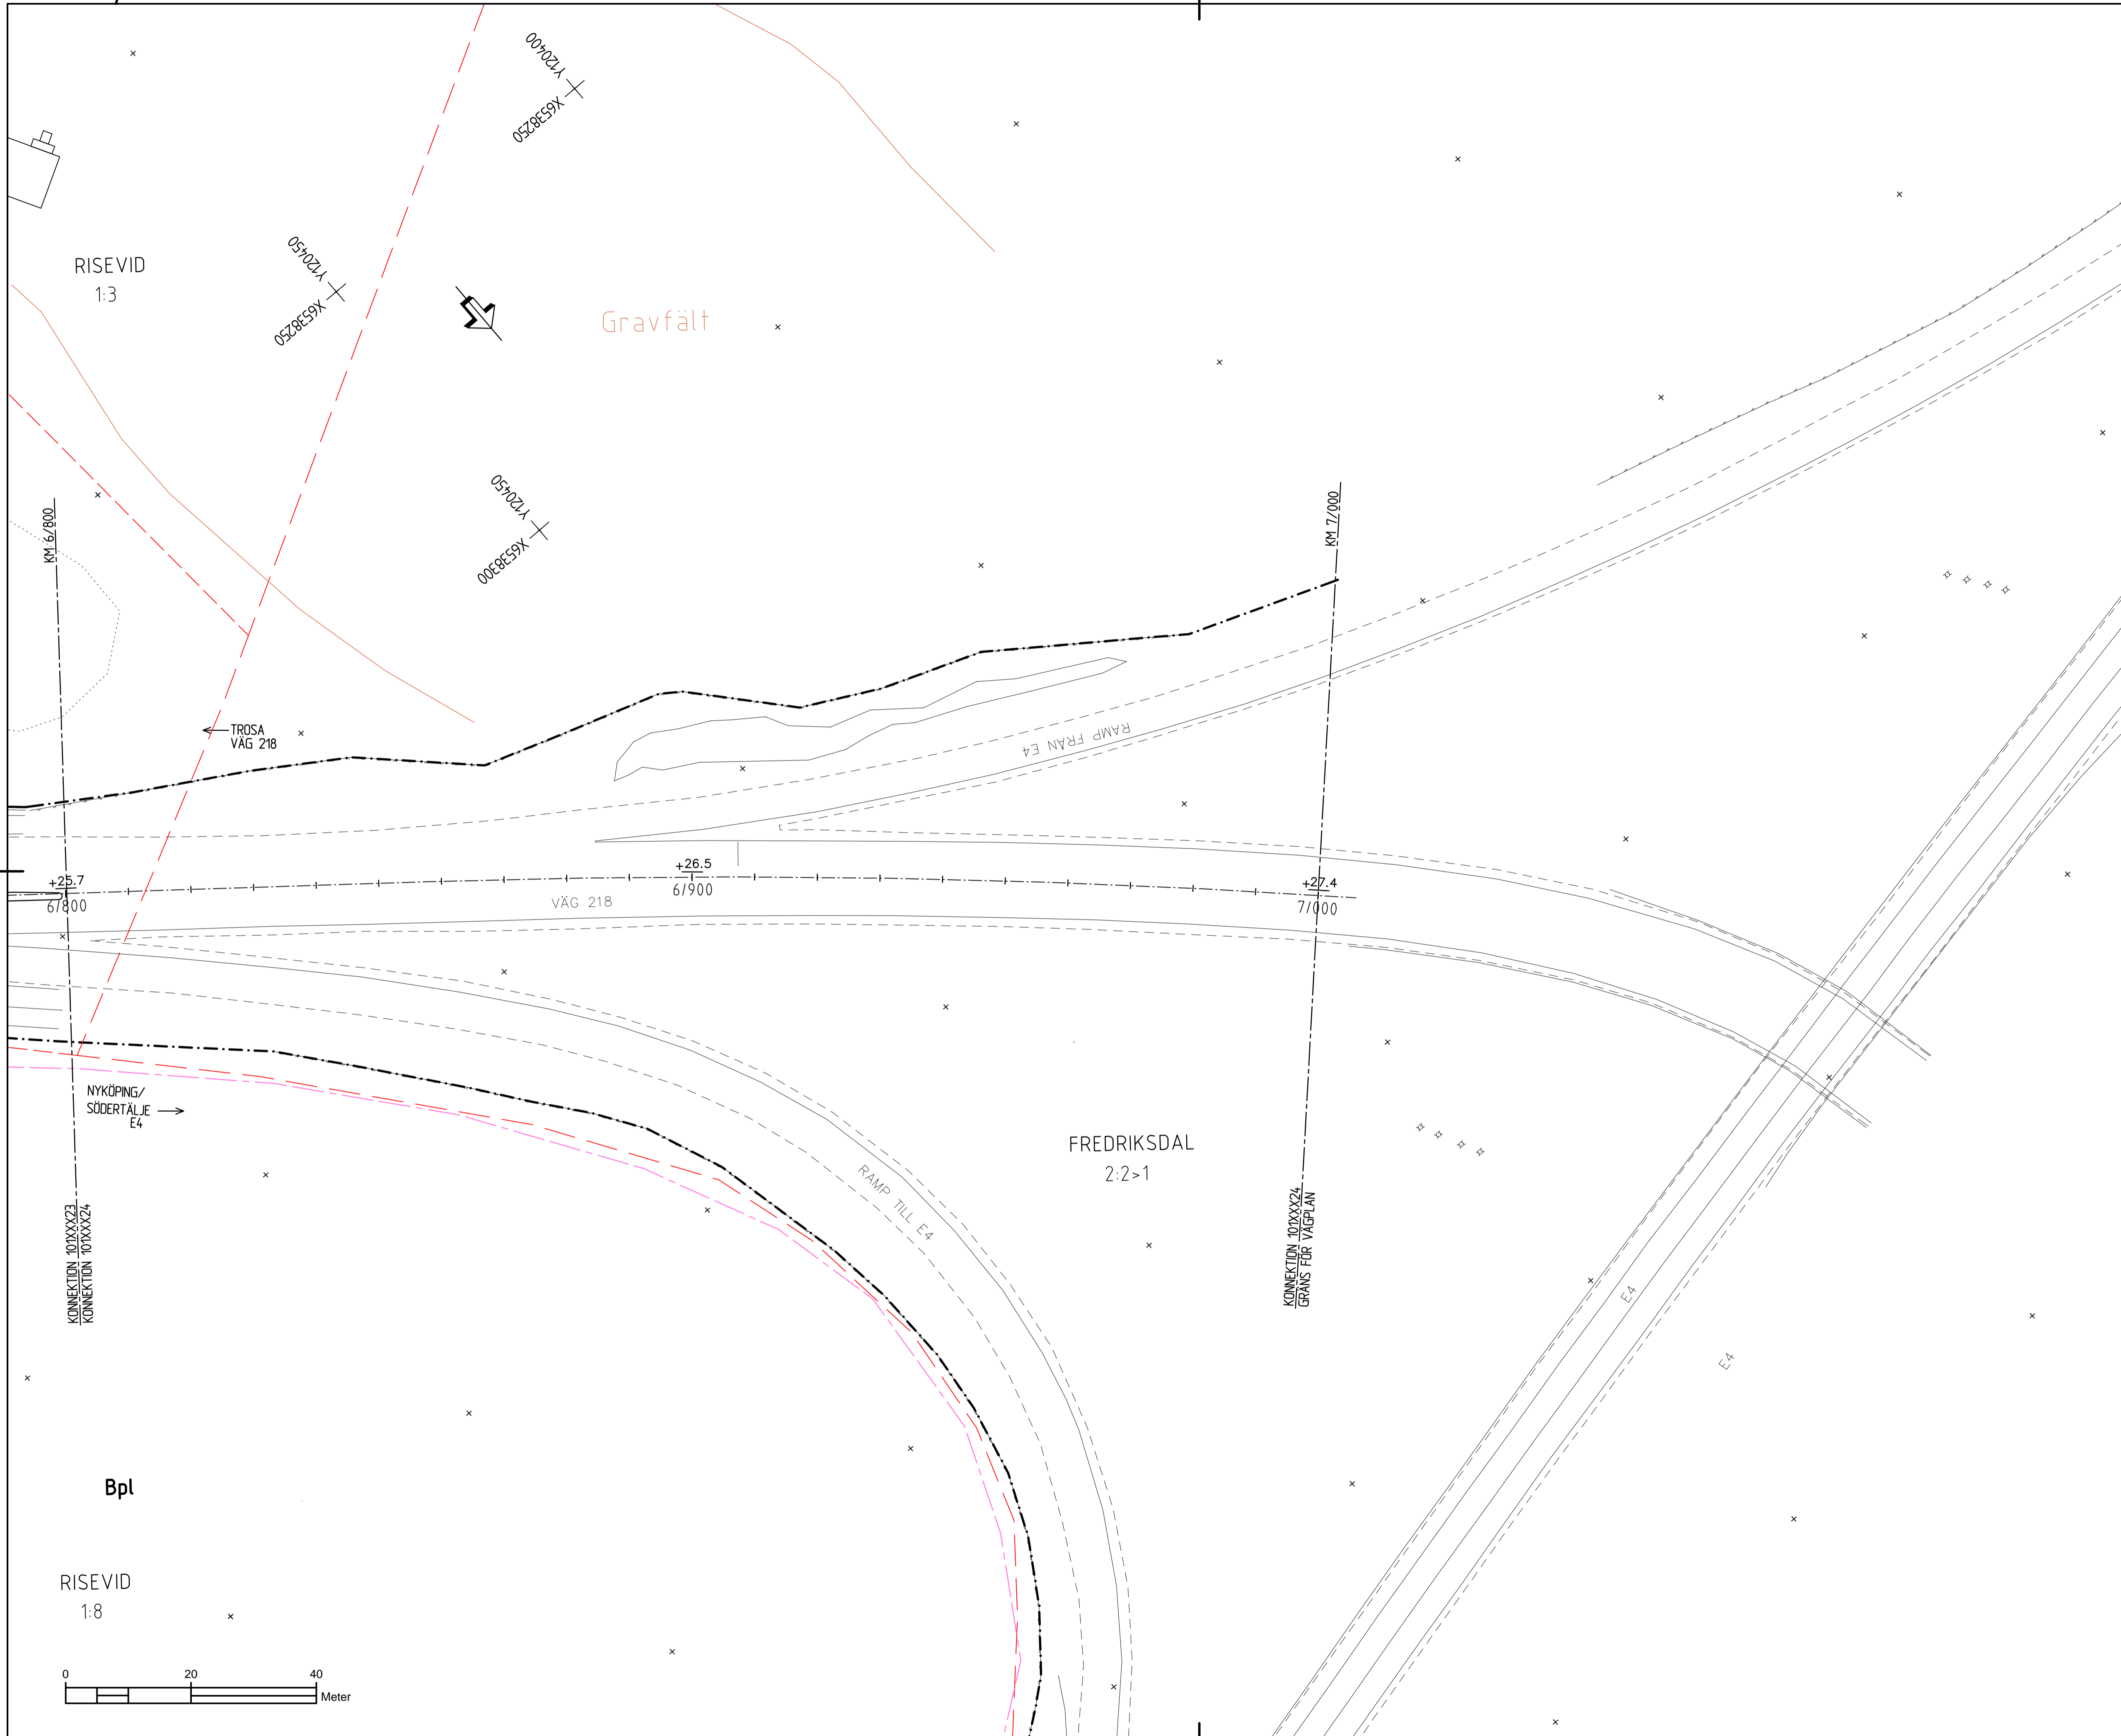 Y120400
X6538250
RISEVID
1:3
Y120450
X6538250
Gravfält
Y120450
X6538300
KM 6/800
KM 7/000
TROSA
VÄG 218
RAMP FRÅN E4
+25.7
6/800
+26.5
6/900
+27.4
7/000
VÄG 218
NYKÖPING/
SÖDERTÄLJE
E4
FREDRIKSDAL
2:2>1
RAMP TILL E4
KONNEKTION 101XXX23
KONNEKTION 101XXX24
KONNEKTION 101XXX24
GRÄNS FÖR VÄGPLAN
E4
E4
Bpl
RISEVID
1:8
0 20 40
Meter